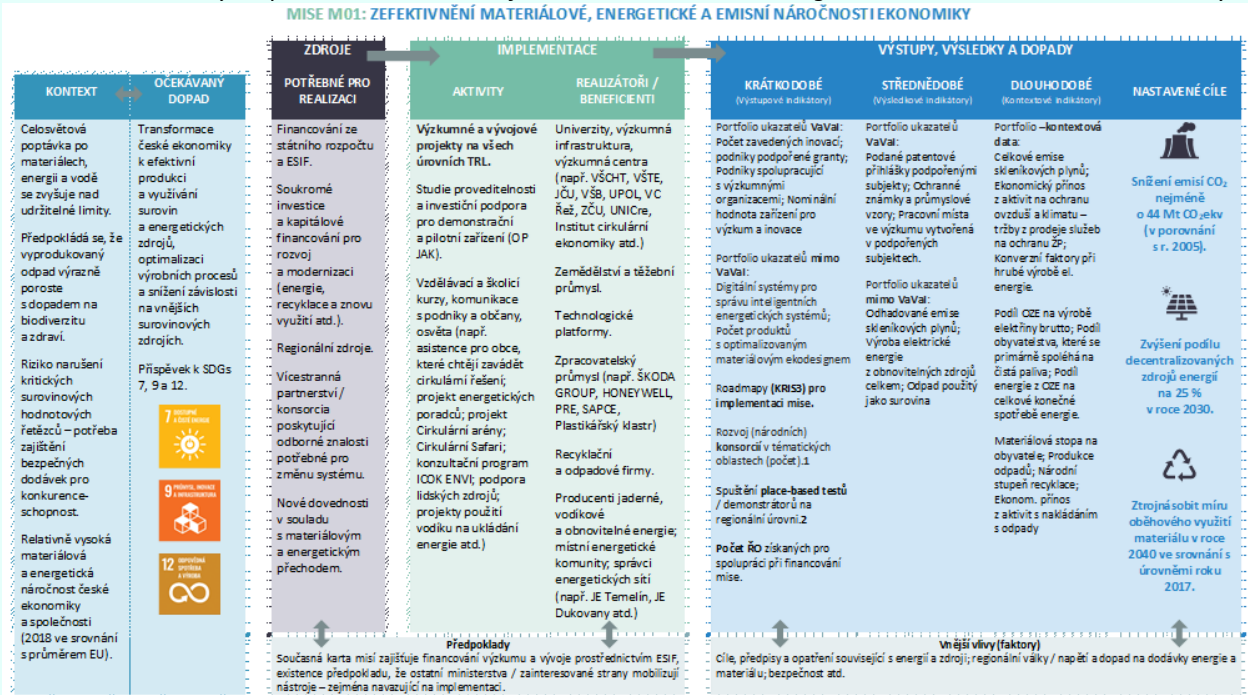 MISE M01: ZEFEKTIVNĚNÍ MATERIÁLOVÉ, ENERGETICKÉ A EMISNÍ NÁROČNOSTI EKONOMIKY
KONTEXT
Celosvětová
poptávka po
materiálech,
energii a vodě
se zvyšuje nad
udržitelné limity.
Předpokládá se, že
vyprodukovaný
odpad výrazně
poroste
s dopadem na
biodiverzitu
a zdraví.
Riziko narušení
kritických
surovinových
hodnotových
řetězců – potřeba
zajištění
bezpečných
dodávek pro
konkurence-
schopnost.
Relativně vysoká
materiálová
a energetická
náročnost české
ekonomiky
a společnosti
(2018 ve srovnání
s průměrem EU).
OČEKÁVANÝ
DOPAD
Transformace
české ekonomiky
k efektivní
produkci
a využívání
surovin
a energetických
zdrojů,
optimalizaci
výrobních procesů
a snížení závislosti
na vnějších
surovinových
zdrojích.
Příspěvek k SDGs
7, 9 a 12.
7 DOSTUPNÉ
A ČISTÉ ENERGIE
9 PRŮMYSL, INOVACE
A INFRASTRUKTURA
12 ODPOVĚDNÁ
SPOTŘEBA
A VÝROBA
ZDROJE
POTŘEBNÉ PRO
REALIZACI
Financování ze
státního rozpočtu
a ESIF.
Soukromé
investice
a kapitálové
financování pro
rozvoj
a modernizaci
(energie,
recyklace a znovu
využití atd.).
Regionální zdroje.
Vícestranná
partnerství /
konsorcia
poskytující
odborné znalosti
potřebné pro
změnu systému.
Nové dovednosti
v souladu
s materiálovým
a energetickým
přechodem.
IMPLEMENTACE
AKTIVITY
Výzkumné a vývojové
projekty na všech
úrovních TRL.
Studie proveditelnosti
a investiční podpora
pro demonstrační
a pilotní zařízení (OP
JAK).
Vzdělávací a školicí
kurzy, komunikace
s podniky a občany,
osvěta (např.
asistence pro obce,
které chtějí zavádět
cirkulární řešení;
projekt energetických
poradců; projekt
Cirkulární arény;
Cirkulární Safari;
konzultační program
ICOK ENVI; podpora
lidských zdrojů;
projekty použití
vodíku na ukládání
energie atd.)
REALIZÁTOŘI /
BENEFICIENTI
Univerzity, výzkumná
infrastruktura,
výzkumná centra
(např. VŠCHT, VŠTE,
JČU, VŠB, UPOL, VC
Řež, ZČU, UNICre,
Institut cirkulární
ekonomiky atd.)
Zemědělství a těžební
průmysl.
Technologické
platformy.
Zpracovatelský
průmysl (např. ŠKODA
GROUP, HONEYWELL,
PRE, SAPCE,
Plastikářský klastr)
Recyklační
a odpadové firmy.
Producenti jaderné,
vodíkové
a obnovitelné energie;
místní energetické
komunity; správci
energetických sítí
(např. JE Temelín, JE
Dukovany atd.)
VÝSTUPY, VÝSLEDKY A DOPADY
KRÁTKODOBÉ
(Výstupové indikátory)
Portfolio ukazatelů VaVaI:
Počet zavedených inovací;
podniky podpořené granty;
Podniky spolupracující
s výzkumnými
organizacemi; Nominální
hodnota zařízení pro
výzkum a inovace
Portfolio ukazatelů mimo
VaVaI:
Digitální systémy pro
správu inteligentních
energetických systémů;
Počet produktů
s optimalizovaným
materiálovým ekodesignem
Roadmapy (KRIS3) pro
implementaci mise.
Rozvoj (národních)
konsorcií v tématických
oblastech (počet).1
Spuštění place-based testů
/ demonstrátorů na
regionální úrovni.2
Počet ŘO získaných pro
spolupráci při financování
mise.
STŘEDNĚDOBÉ
(Výsledkové indikátory)
Portfolio ukazatelů
VaVaI:
Podané patentové
přihlášky podpořenými
subjekty; Ochranné
známky a průmyslové
vzory; Pracovní místa
ve výzkumu vytvořená
v podpořených
subjektech.
Portfolio ukazatelů
mimo VaVaI:
Odhadované emise
skleníkových plynů;
Výroba elektrické
energie
z obnovitelných zdrojů
celkem; Odpad použitý
jako surovina
DLOUHODOBÉ
(Kontextové indikátory)
Portfolio –kontextová
data:
Celkové emise
skleníkových plynů;
Ekonomický přínos
z aktivit na ochranu
ovzduší a klimatu –
tržby z prodeje služeb
na ochranu ŽP;
Konverzní faktory při
hrubé výrobě el.
energie.
Podíl OZE na výrobě
elektřiny brutto; Podíl
obyvatelstva, které se
primárně spoléhá na
čistá paliva; Podíl
energie z OZE na
celkové konečné
spotřebě energie.
Materiálová stopa na
obyvatele; Produkce
odpadů; Národní
stupeň recyklace;
Ekonom. přínos
z aktivit s nakládáním
s odpady
NASTAVENÉ CÍLE
Snížení emisí CO₂
nejméně
o 44 Mt CO₂ekv
(v porovnání
s r. 2005).
Zvýšení podílu
decentralizovaných
zdrojů energií
na 25 %
v roce 2030.
Ztrojnásobit míru
oběhového využití
materiálu v roce
2040 ve srovnání s
úrovněmi roku
2017.
Předpoklady
Současná karta misí zajišťuje financování výzkumu a vývoje prostřednictvím ESIF,
existence předpokladu, že ostatní ministerstva / zainteresované strany mobilizují
nástroje – zejména navazující na implementaci.
Vnější vlivy (faktory)
Cíle, předpisy a opatření související s energií a zdroji; regionální války / napětí a dopad na dodávky energie a
materiálu; bezpečnost atd.